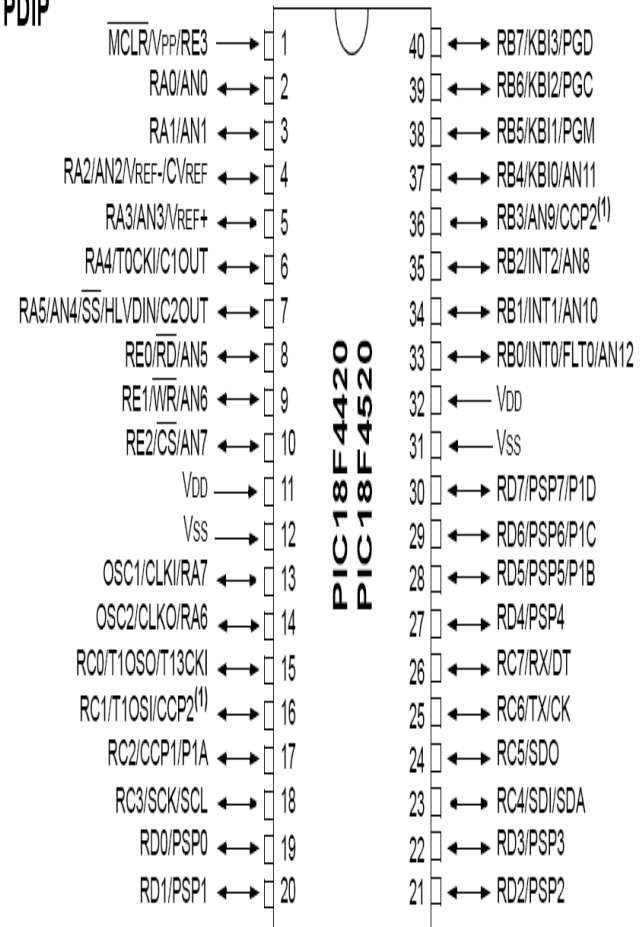 PDIP
M̅C̅L̅R̅/VPP/RE3 1
RA0/AN0 2
RA1/AN1 3
RA2/AN2/VREF-/CVREF 4
RA3/AN3/VREF+ 5
RA4/T0CKI/C1OUT 6
RA5/AN4/S̅S̅/HLVDIN/C2OUT 7
RE0/R̅D̅/AN5 8
RE1/W̅R̅/AN6 9
RE2/C̅S̅/AN7 10
VDD 11
VSS 12
OSC1/CLKI/RA7 13
OSC2/CLKO/RA6 14
RC0/T1OSO/T13CKI 15
RC1/T1OSI/CCP2(1) 16
RC2/CCP1/P1A 17
RC3/SCK/SCL 18
RD0/PSP0 19
RD1/PSP1 20
PIC18F4420
PIC18F4520
40 RB7/KBI3/PGD
39 RB6/KBI2/PGC
38 RB5/KBI1/PGM
37 RB4/KBI0/AN11
36 RB3/AN9/CCP2(1)
35 RB2/INT2/AN8
34 RB1/INT1/AN10
33 RB0/INT0/FLT0/AN12
32 VDD
31 VSS
30 RD7/PSP7/P1D
29 RD6/PSP6/P1C
28 RD5/PSP5/P1B
27 RD4/PSP4
26 RC7/RX/DT
25 RC6/TX/CK
24 RC5/SDO
23 RC4/SDI/SDA
22 RD3/PSP3
21 RD2/PSP2